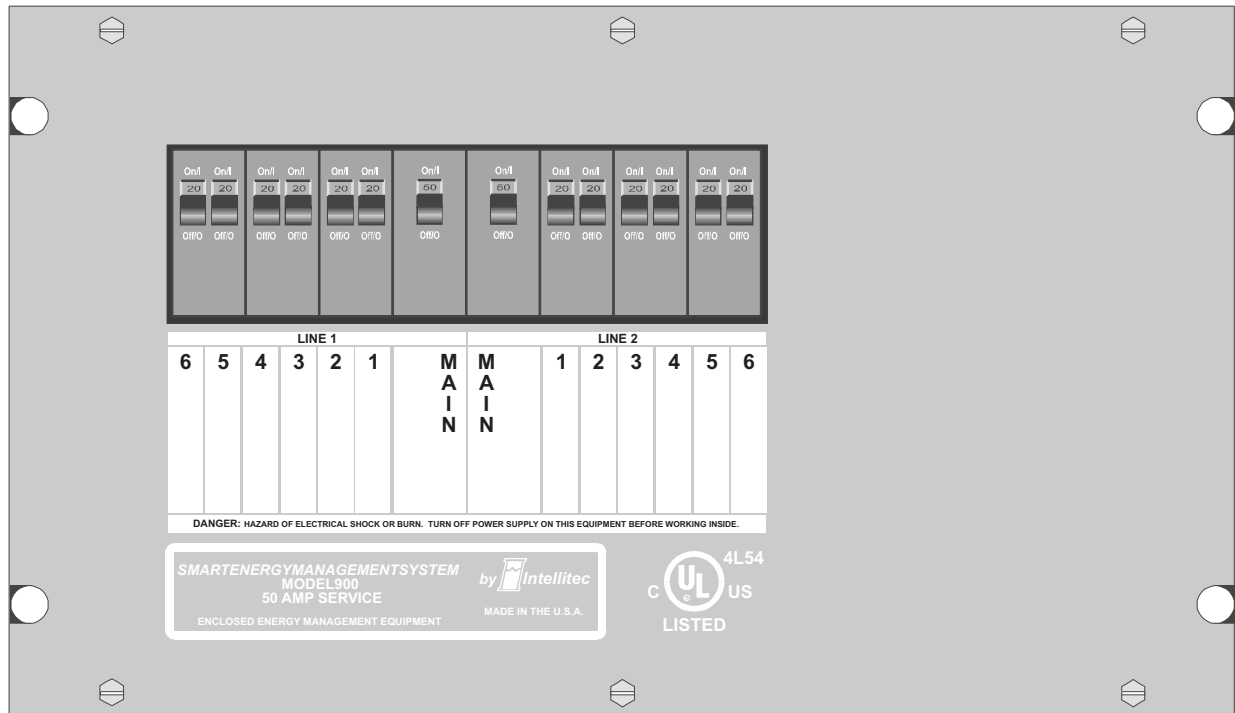 On/I On/I On/I On/I On/I On/I On/I On/I On/I On/I On/I On/I On/I On/I
20 20 20 20 20 20 50 50 20 20 20 20 20 20
Off/O Off/O Off/O Off/O Off/O Off/O Off/O Off/O Off/O Off/O Off/O Off/O Off/O Off/O
LINE 1 LINE 2
6 5 4 3 2 1 MAIN MAIN 1 2 3 4 5 6
DANGER: HAZARD OF ELECTRICAL SHOCK OR BURN. TURN OFF POWER SUPPLY ON THIS EQUIPMENT BEFORE WORKING INSIDE.
SMARTENERGYMANAGEMENTSYSTEM
MODEL900
50 AMP SERVICE
ENCLOSED ENERGY MANAGEMENT EQUIPMENT
by Intellitec
MADE IN THE U.S.A.
4L54
C UL US
LISTED